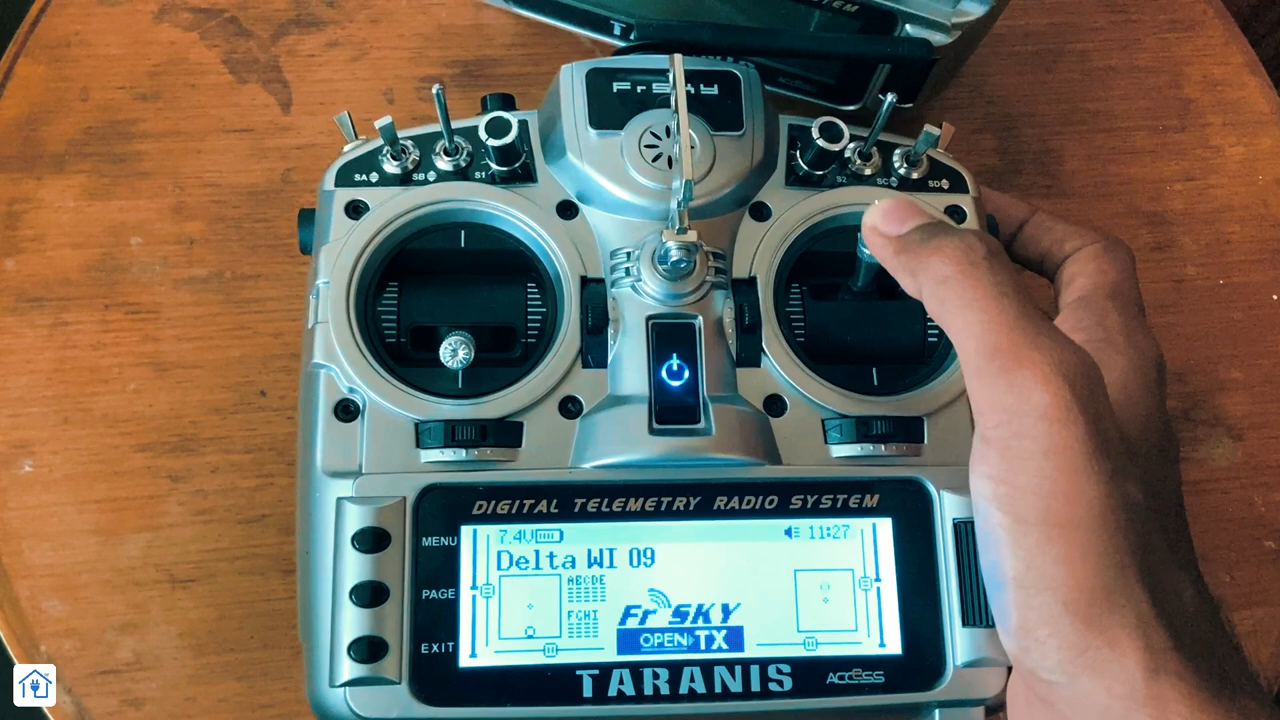 STEM
FrSKY
SA
SB
S1
S2
SC
SD
DIGITAL TELEMETRY RADIO SYSTEM
MENU
PAGE
EXIT
7.4V
11:27
Delta WI 09
ABCDE
FGHI
FrSKY
OPEN TX
TARANIS
ACCESS